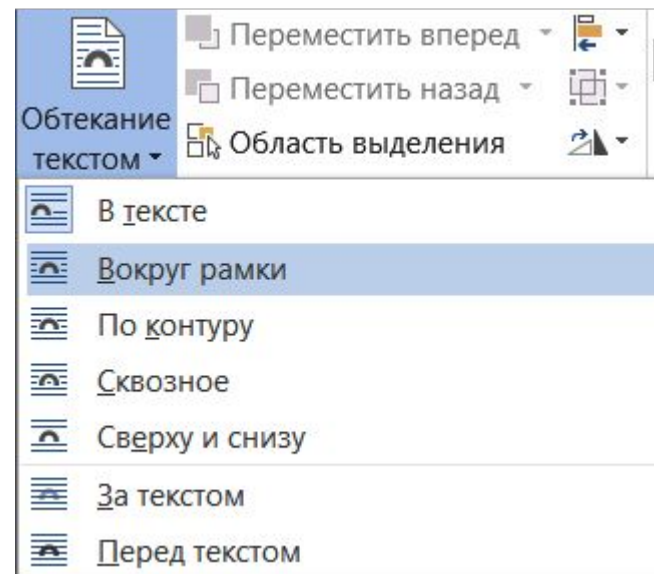 Переместить вперед
Переместить назад
Обтекание текстом
Область выделения
В тексте
Вокруг рамки
По контуру
Сквозное
Сверху и снизу
За текстом
Перед текстом